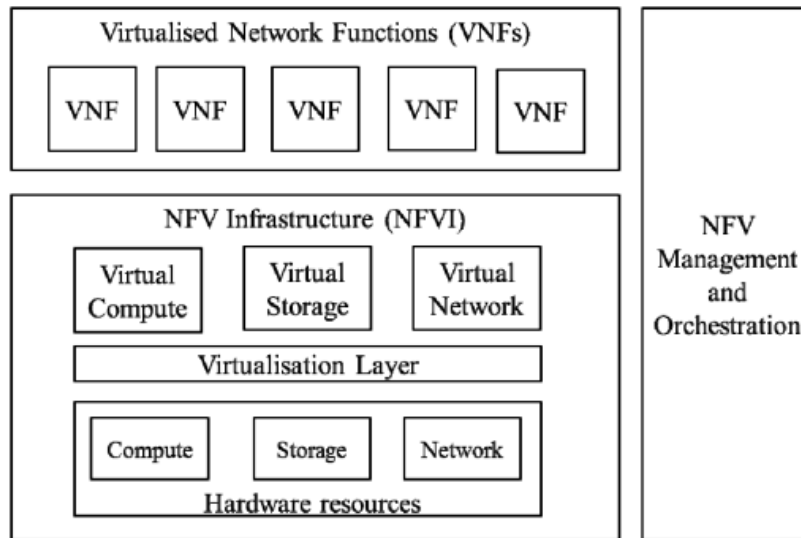 Virtualised Network Functions (VNFs)
VNF VNF VNF VNF VNF
NFV Infrastructure (NFVI)
Virtual Compute
Virtual Storage
Virtual Network
Virtualisation Layer
Compute Storage Network
Hardware resources
NFV
Management
and
Orchestration